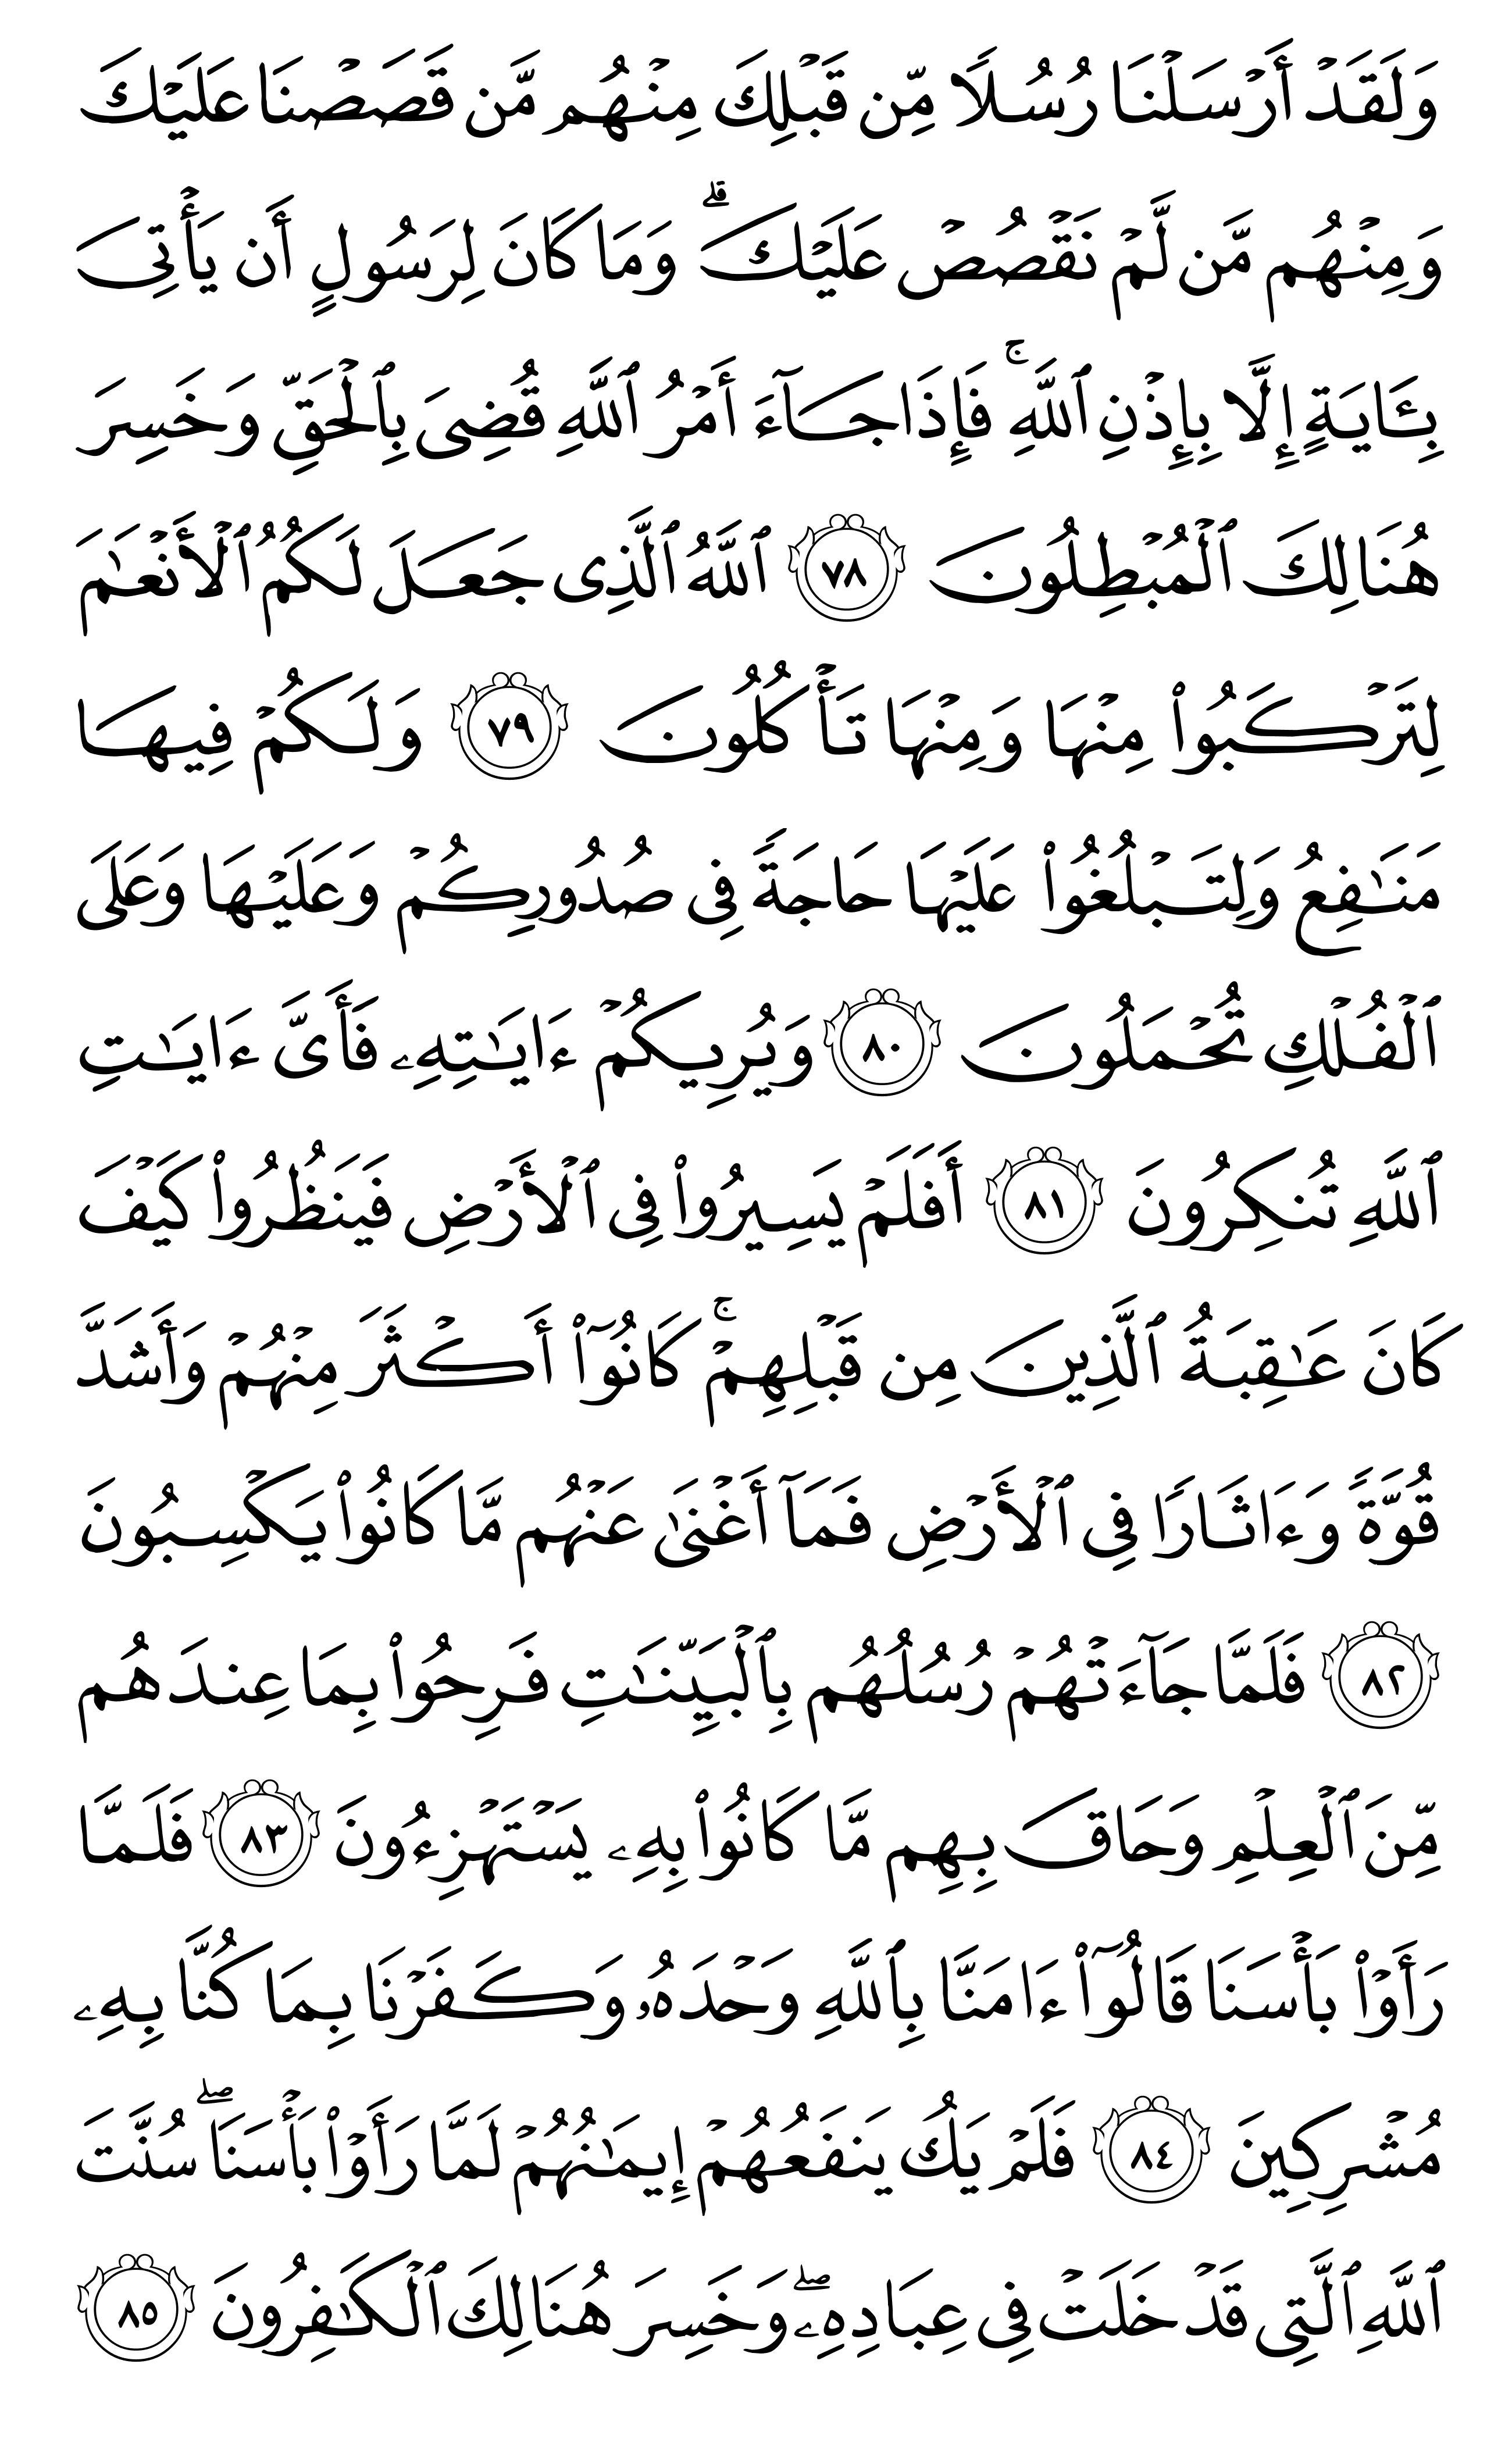 وَلَقَدْ أَرْسَلْنَا رُسُلًا مِّن قَبْلِكَ مِنْهُم مَّن قَصَصْنَا عَلَيْكَ
وَمِنْهُم مَّن لَّمْ نَقْصُصْ عَلَيْكَ ۗ وَمَا كَانَ لِرَسُولٍ أَن يَأْتِىَ
بِـَٔايَةٍ إِلَّا بِإِذْنِ ٱللَّهِ ۚ فَإِذَا جَآءَ أَمْرُ ٱللَّهِ قُضِىَ بِٱلْحَقِّ وَخَسِرَ
هُنَالِكَ ٱلْمُبْطِلُونَ ٧٨ ٱللَّهُ ٱلَّذِى جَعَلَ لَكُمُ ٱلْأَنْعَـٰمَ
لِتَرْكَبُوا۟ مِنْهَا وَمِنْهَا تَأْكُلُونَ ٧٩ وَلَكُمْ فِيهَا
مَنَـٰفِعُ وَلِتَبْلُغُوا۟ عَلَيْهَا حَاجَةً فِى صُدُورِكُمْ وَعَلَيْهَا وَعَلَى
ٱلْفُلْكِ تُحْمَلُونَ ٨٠ وَيُرِيكُمْ ءَايَـٰتِهِۦ فَأَىَّ ءَايَـٰتِ
ٱللَّهِ تُنكِرُونَ ٨١ أَفَلَمْ يَسِيرُوا۟ فِى ٱلْأَرْضِ فَيَنظُرُوا۟ كَيْفَ
كَانَ عَـٰقِبَةُ ٱلَّذِينَ مِن قَبْلِهِمْ ۚ كَانُوٓا۟ أَكْثَرَ مِنْهُمْ وَأَشَدَّ
قُوَّةً وَءَاثَارًا فِى ٱلْأَرْضِ فَمَآ أَغْنَىٰ عَنْهُم مَّا كَانُوا۟ يَكْسِبُونَ
٨٢ فَلَمَّا جَآءَتْهُمْ رُسُلُهُم بِٱلْبَيِّنَـٰتِ فَرِحُوا۟ بِمَا عِندَهُم
مِّنَ ٱلْعِلْمِ وَحَاقَ بِهِم مَّا كَانُوا۟ بِهِۦ يَسْتَهْزِءُونَ ٨٣ فَلَمَّا
رَأَوْا۟ بَأْسَنَا قَالُوٓا۟ ءَامَنَّا بِٱللَّهِ وَحْدَهُۥ وَكَفَرْنَا بِمَا كُنَّا بِهِۦ
مُشْرِكِينَ ٨٤ فَلَمْ يَكُ يَنفَعُهُمْ إِيمَـٰنُهُمْ لَمَّا رَأَوْا۟ بَأْسَنَا ۖ سُنَّتَ
ٱللَّهِ ٱلَّتِى قَدْ خَلَتْ فِى عِبَادِهِۦ ۖ وَخَسِرَ هُنَالِكَ ٱلْكَـٰفِرُونَ ٨٥